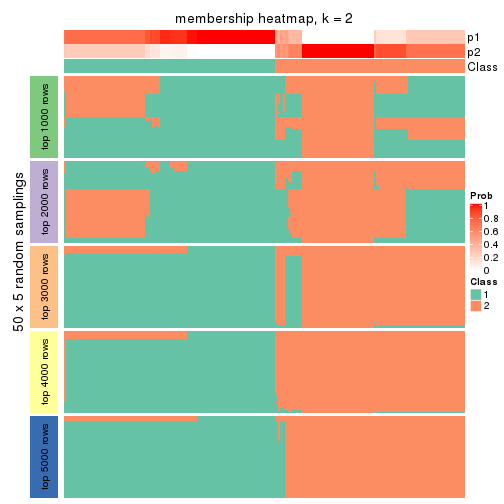 membership heatmap, k = 2
p1
p2
Class
50 x 5 random samplings
top 1000 rows
top 2000 rows
top 3000 rows
top 4000 rows
top 5000 rows
Prob
1
0.8
0.6
0.4
0.2
0
Class
1
2